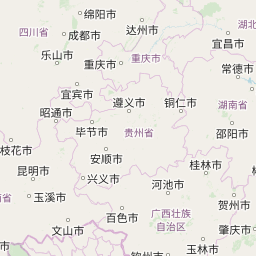 绵阳市
达州市
湖北
四川省
成都市
宜昌市
乐山市
重庆市
重庆市
常德市
宜宾市
遵义市
铜仁市
湖南省
昭通市
毕节市
贵州省
邵阳市
枝花市
安顺市
昆明市
兴义市
河池市
桂林市
玉溪市
贺州市
百色市
广西壮族
自治区
文山市
肇庆市
钦州市
玉林市